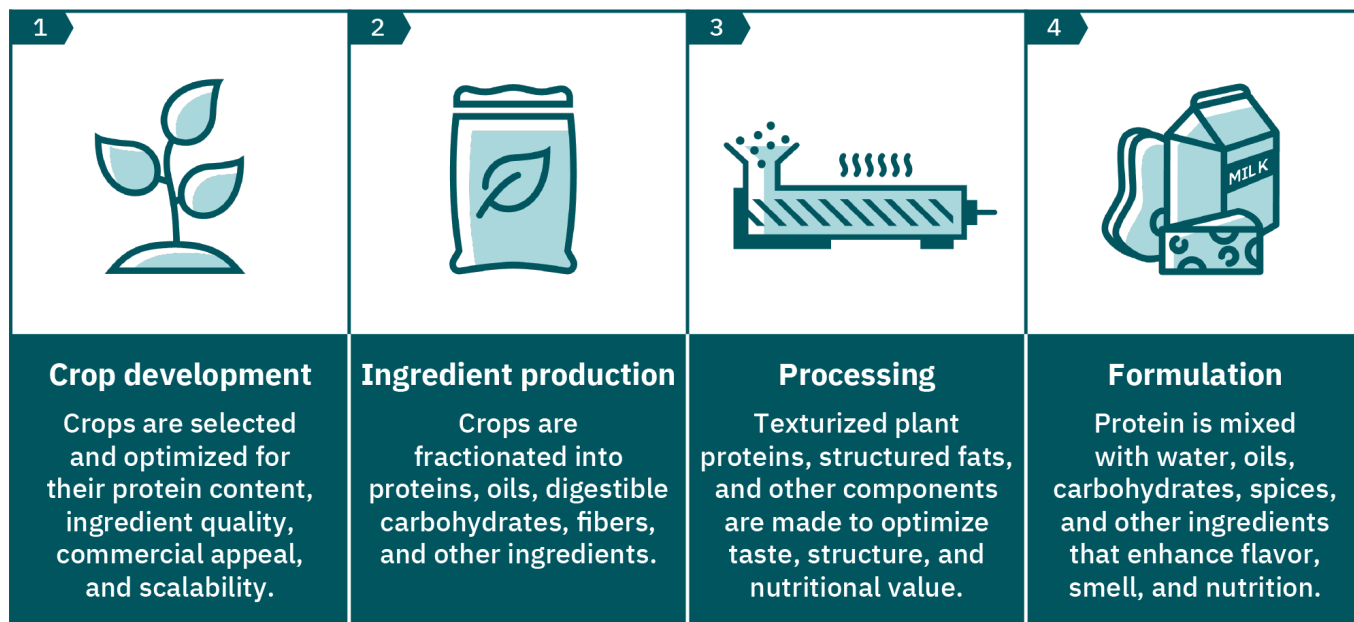 1
Crop development
Crops are selected
and optimized for
their protein content,
ingredient quality,
commercial appeal,
and scalability.
2
Ingredient production
Crops are
fractionated into
proteins, oils, digestible
carbohydrates, fibers,
and other ingredients.
3
Processing
Texturized plant
proteins, structured fats,
and other components
are made to optimize
taste, structure, and
nutritional value.
4
MILK
Formulation
Protein is mixed
with water, oils,
carbohydrates, spices,
and other ingredients
that enhance flavor,
smell, and nutrition.